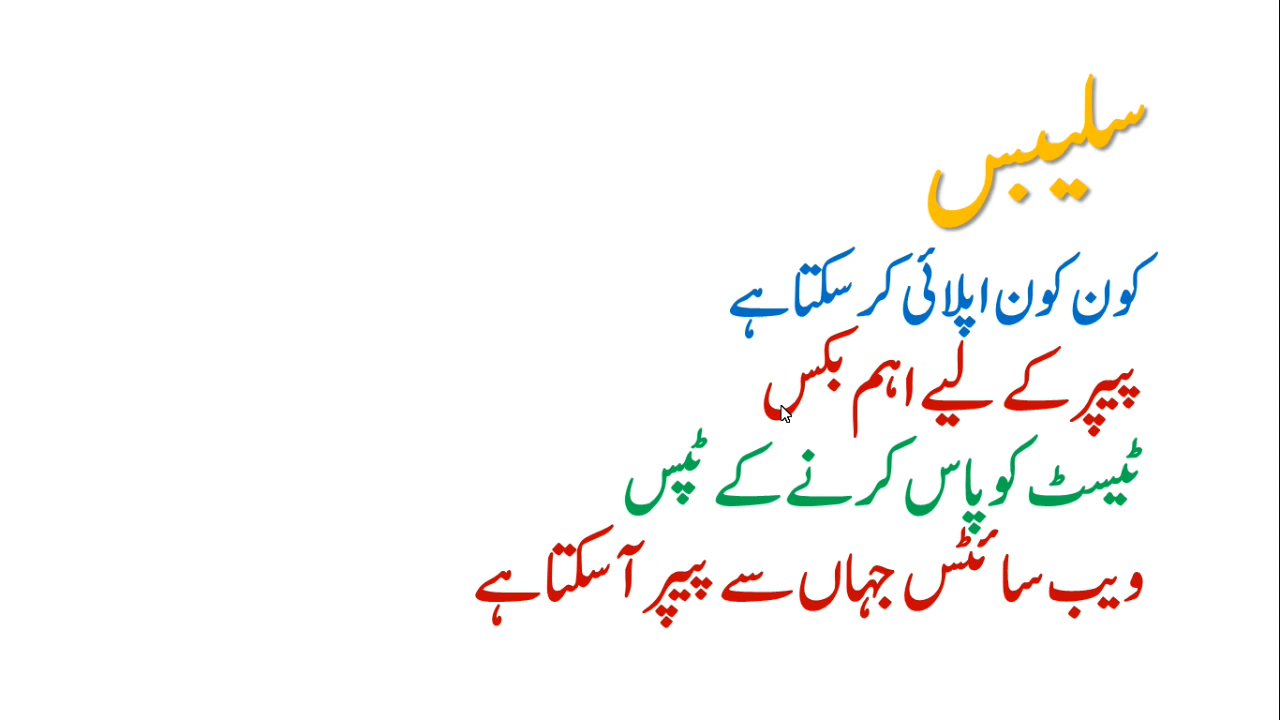 سلیبس
کون کون اپلائی کر سکتا ہے
پیپر کے لیے اہم بکس
ٹیسٹ کو پاس کرنے کے ٹپس
ویب سائٹس جہاں سے پیپر آ سکتا ہے